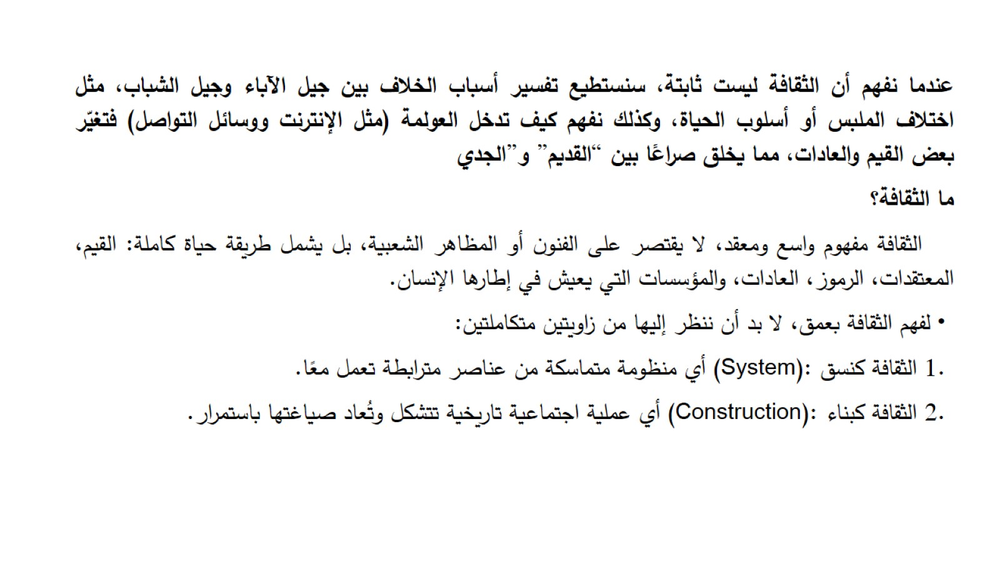 عندما نفهم أن الثقافة ليست ثابتة، سنستطيع تفسير أسباب الخلاف بين جيل الآباء وجيل الشباب، مثل
اختلاف الملبس أو أسلوب الحياة، وكذلك نفهم كيف تدخل العولمة (مثل الإنترنت ووسائل التواصل) فتغيّر
بعض القيم والعادات، مما يخلق صراعًا بين “القديم” و”الجدي
ما الثقافة؟
الثقافة مفهوم واسع ومعقد، لا يقتصر على الفنون أو المظاهر الشعبية، بل يشمل طريقة حياة كاملة: القيم،
المعتقدات، الرموز، العادات، والمؤسسات التي يعيش في إطارها الإنسان.
• لفهم الثقافة بعمق، لا بد أن ننظر إليها من زاويتين متكاملتين:
1. الثقافة كنسق :(System) أي منظومة متماسكة من عناصر مترابطة تعمل معًا.
2. الثقافة كبناء :(Construction) أي عملية اجتماعية تاريخية تتشكل وتُعاد صياغتها باستمرار.